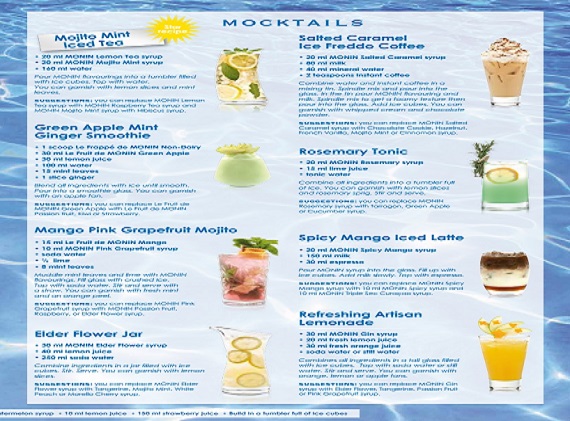 MOCKTAILS
Star
recipe
Mojito Mint
Iced Tea
• 20 ml MONIN Lemon Tea syrup
• 20 ml MONIN Mojito Mint syrup
• 160 ml water
Pour MONIN flavourings into a tumbler filled
with ice cubes. Top with water.
You can garnish with lemon slices and mint
leaves.
SUGGESTIONS: you can replace MONIN Lemon
Tea syrup with MONIN Raspberry Tea syrup and
MONIN Mojito Mint syrup with Hibiscus syrup.
Green Apple Mint
Ginger Smoothie
• 1 scoop Le Frappé de MONIN Non-Dairy
• 30 ml Le Fruit de MONIN Green Apple
• 30 ml lemon juice
• 100 ml water
• 15 mint leaves
• 1 slice ginger
Blend all ingredients with ice until smooth.
Pour into a smoothie glass. You can garnish
with an apple fan.
SUGGESTIONS: you can replace Le Fruit de
MONIN Green Apple with Le Fruit de MONIN
Passion Fruit, Kiwi or Strawberry.
Mango Pink Grapefruit Mojito
• 15 ml Le Fruit de MONIN Mango
• 10 ml MONIN Pink Grapefruit syrup
• soda water
• ½ lime
• 8 mint leaves
Muddle mint leaves and lime with MONIN
flavourings. Fill glass with crushed ice.
Top with soda water. Stir and serve with
a straw. You can garnish with fresh mint
and an orange peel.
SUGGESTIONS: you can replace MONIN Pink
Grapefruit syrup with MONIN Passion Fruit,
Raspberry, or Elder Flower syrup.
Elder Flower Jar
• 30 ml MONIN Elder Flower syrup
• 40 ml lemon juice
• 240 ml soda water
Combine ingredients in a jar filled with ice
cubes. Stir. Serve. You can garnish with lemon
slices.
SUGGESTIONS: you can replace MONIN Elder
Flower syrup with Tangerine, Mojito Mint, White
Peach or Morello Cherry syrup.
Salted Caramel
Ice Freddo Coffee
• 20 ml MONIN Salted Caramel syrup
• 80 ml milk
• 40 ml mineral water
• 2 teaspoons instant coffee
Combine water and instant coffee in a
mixing tin. Spindle mix and pour into the
glass. In the tin pour MONIN flavouring and
milk. Spindle mix to get a foamy texture then
pour into the glass. Add ice cubes. You can
garnish with whipped cream and chocolate
powder.
SUGGESTIONS: you can replace MONIN Salted
Caramel syrup with Chocolate Cookie, Hazelnut,
French Vanilla, Mojito Mint or Cinnamon syrup.
Rosemary Tonic
• 20 ml MONIN Rosemary syrup
• 15 ml lime juice
• tonic water
Combine all ingredients into a tumbler full
of ice. You can garnish with lemon slices
and rosemary sprig. Stir and serve.
SUGGESTIONS: you can replace MONIN
Rosemary syrup with Tarragon, Green Apple
or Cucumber syrup.
Spicy Mango Iced Latte
• 20 ml MONIN Spicy Mango syrup
• 150 ml milk
• 30 ml espresso
Pour MONIN syrup into the glass. Fill up with
ice cubes. Add milk slowly. Top with espresso.
SUGGESTIONS: you can replace MONIN Spicy
Mango syrup with 10 ml MONIN Spicy syrup and
10 ml MONIN Triple Sec Curaçao syrup.
Refreshing Artisan
Lemonade
• 30 ml MONIN Gin syrup
• 20 ml fresh lemon juice
• 30 ml fresh orange juice
• soda water or still water
Combines all ingredients in a tall glass filled
with ice cubes. Top with soda water or still
water. Stir and serve. You can garnish with
orange, lemon or apple fans.
SUGGESTIONS: you can replace MONIN Gin
syrup with Elder Flower, Tangerine, Passion Fruit
or Pink Grapefruit syrup.
termelon syrup • 10 ml lemon juice • 150 ml strawberry juice • Build in a tumbler full of ice cubes